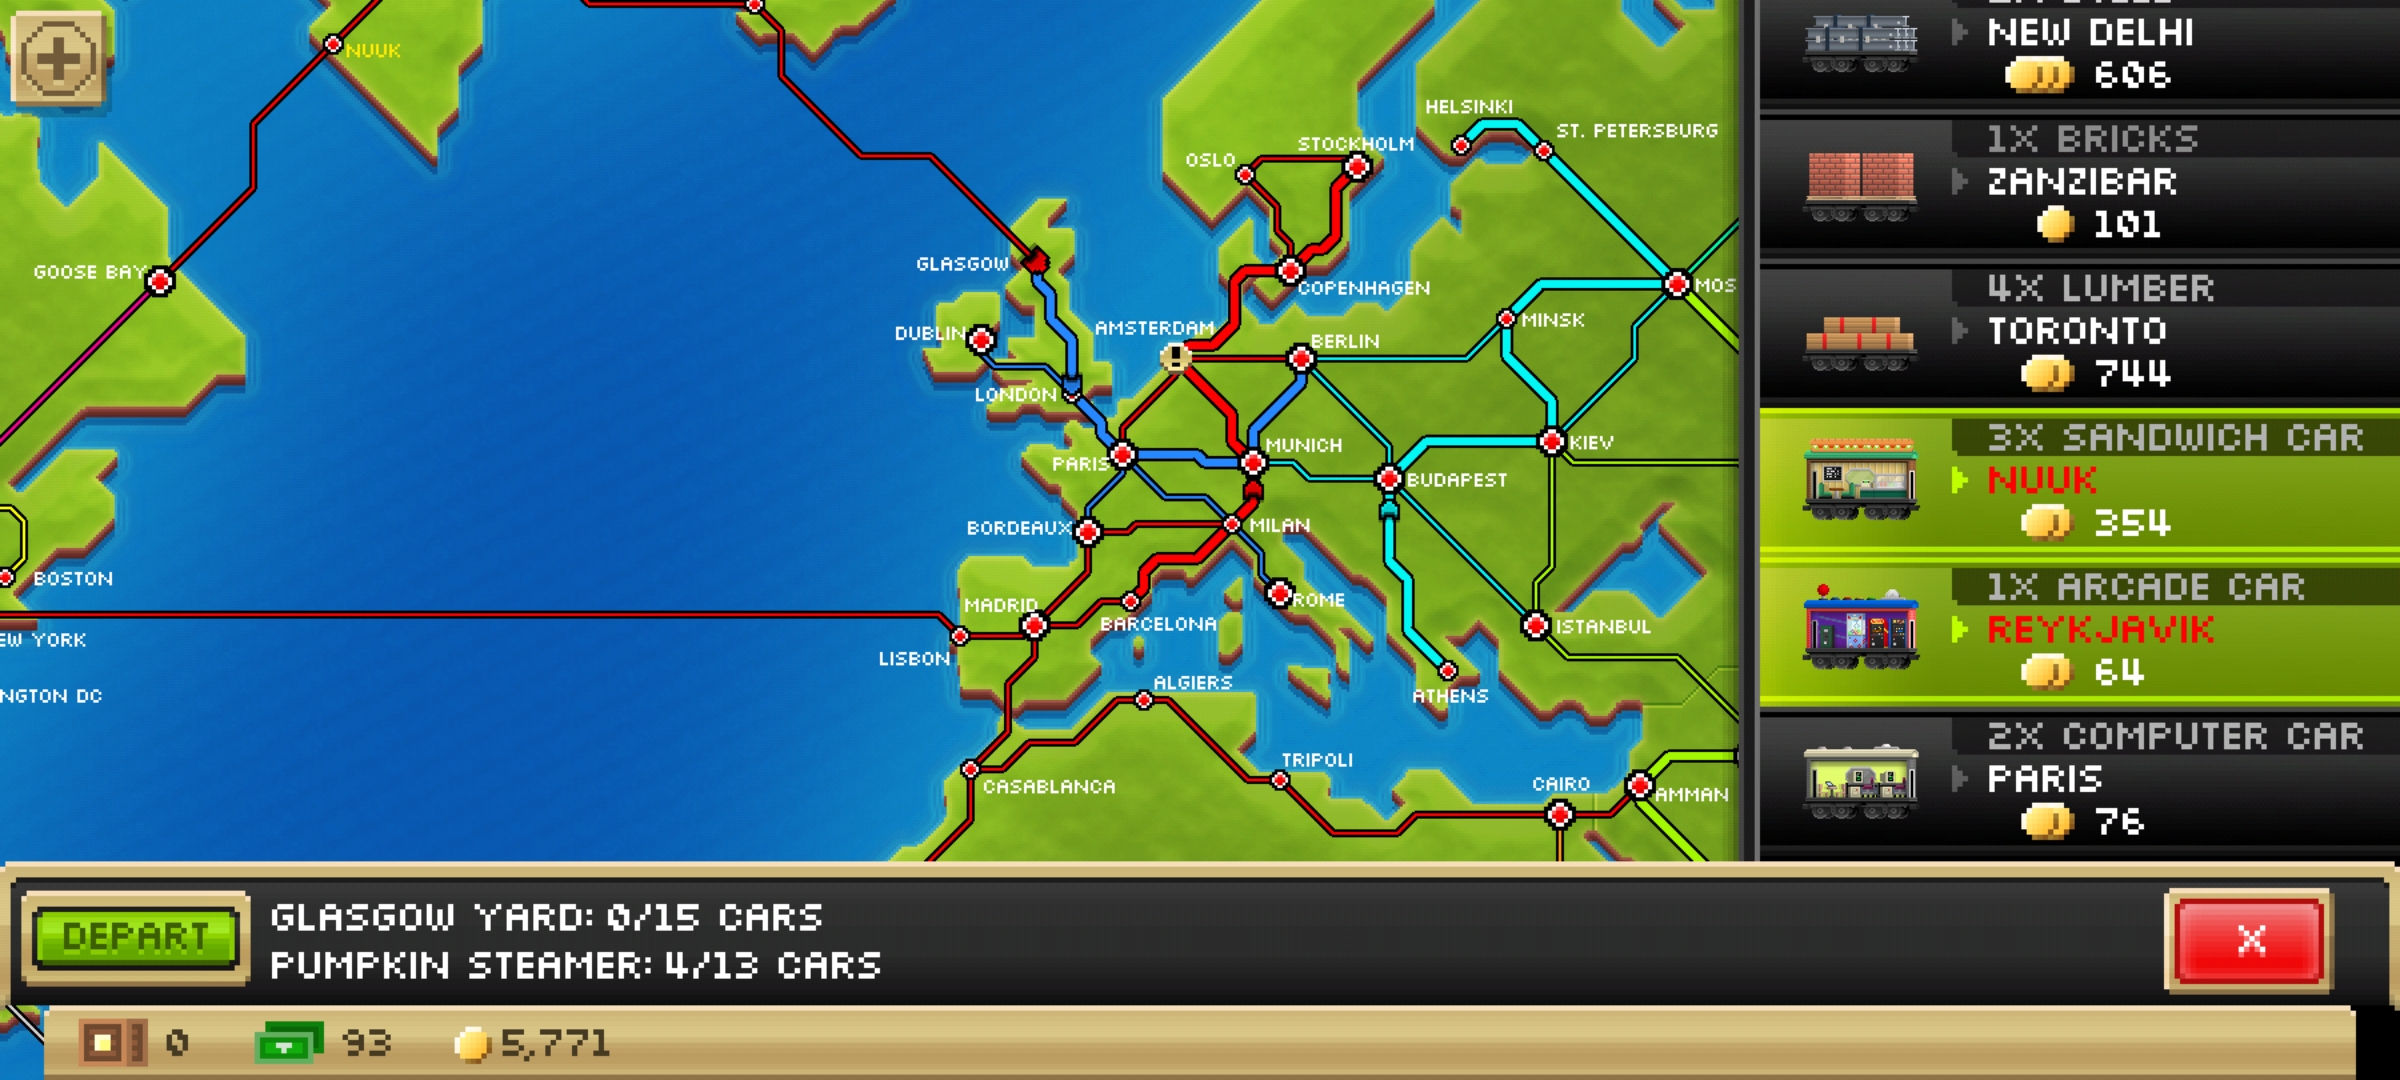 NUUK
HELSINKI
ST. PETERSBURG
STOCKHOLM
OSLO
GLASGOW
GOOSE BAY
MOS
COPENHAGEN
MINSK
AMSTERDAM
DUBLIN
BERLIN
LONDON
MUNICH
KIEV
PARIS
BUDAPEST
BORDEAUX
MILAN
BOSTON
ROME
MADRID
BARCELONA
ISTANBUL
EW YORK
LISBON
NGTON DC
ALGIERS
ATHENS
TRIPOLI
CASABLANCA
CAIRO
AMMAN
NEW DELHI
606
1X BRICKS
ZANZIBAR
101
4X LUMBER
TORONTO
744
3X SANDWICH CAR
NUUK
354
1X ARCADE CAR
REYKJAVIK
64
2X COMPUTER CAR
PARIS
76
DEPART
GLASGOW YARD: 0/15 CARS
PUMPKIN STEAMER: 4/13 CARS
X
0
93
5,771